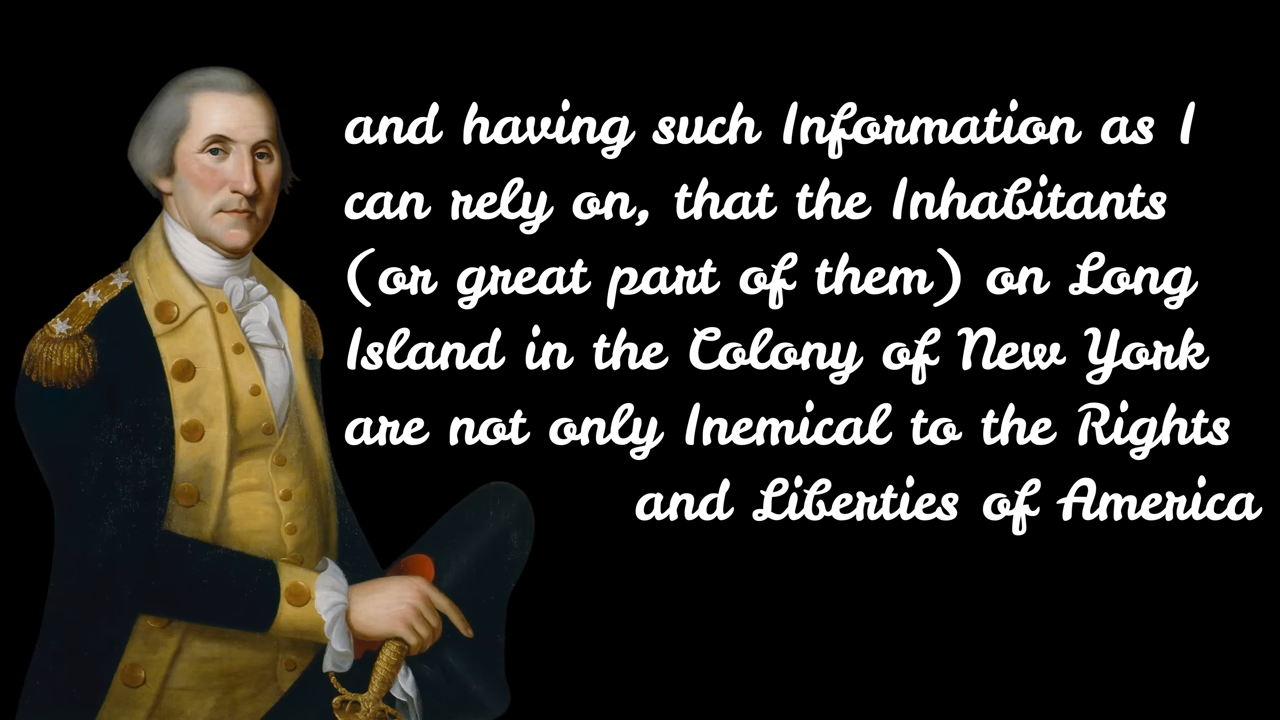 and having such Information as I
can rely on, that the Inhabitants
(or great part of them) on Long
Island in the Colony of New York
are not only Inemical to the Rights
and Liberties of America